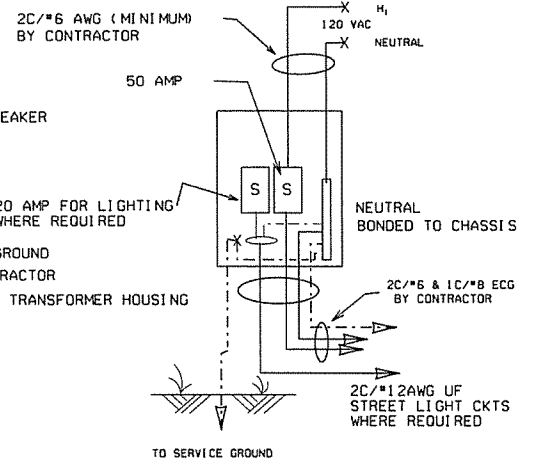 2C/#6 AWG (MINIMUM)
BY CONTRACTOR
H1
120 VAC
NEUTRAL
50 AMP
EAKER
S S
20 AMP FOR LIGHTING
WHERE REQUIRED
NEUTRAL
BONDED TO CHASSIS
GROUND
RACTOR
TRANSFORMER HOUSING
2C/#6 & 1C/#8 ECG
BY CONTRACTOR
2C/#12AWG UF
STREET LIGHT CKTS
WHERE REQUIRED
TO SERVICE GROUND